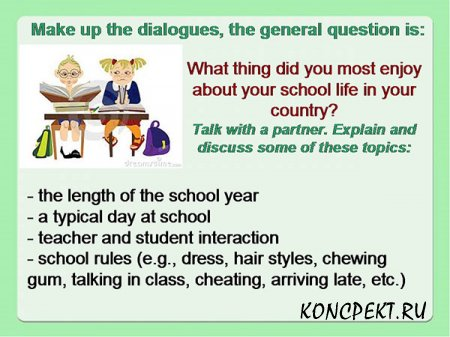 Make up the dialogues, the general question is:
What thing did you most enjoy
about your school life in your
country?
Talk with a partner. Explain and
discuss some of these topics:
- the length of the school year
- a typical day at school
- teacher and student interaction
- school rules (e.g., dress, hair styles, chewing
gum, talking in class, cheating, arriving late, etc.)
KONCPEKT.RU